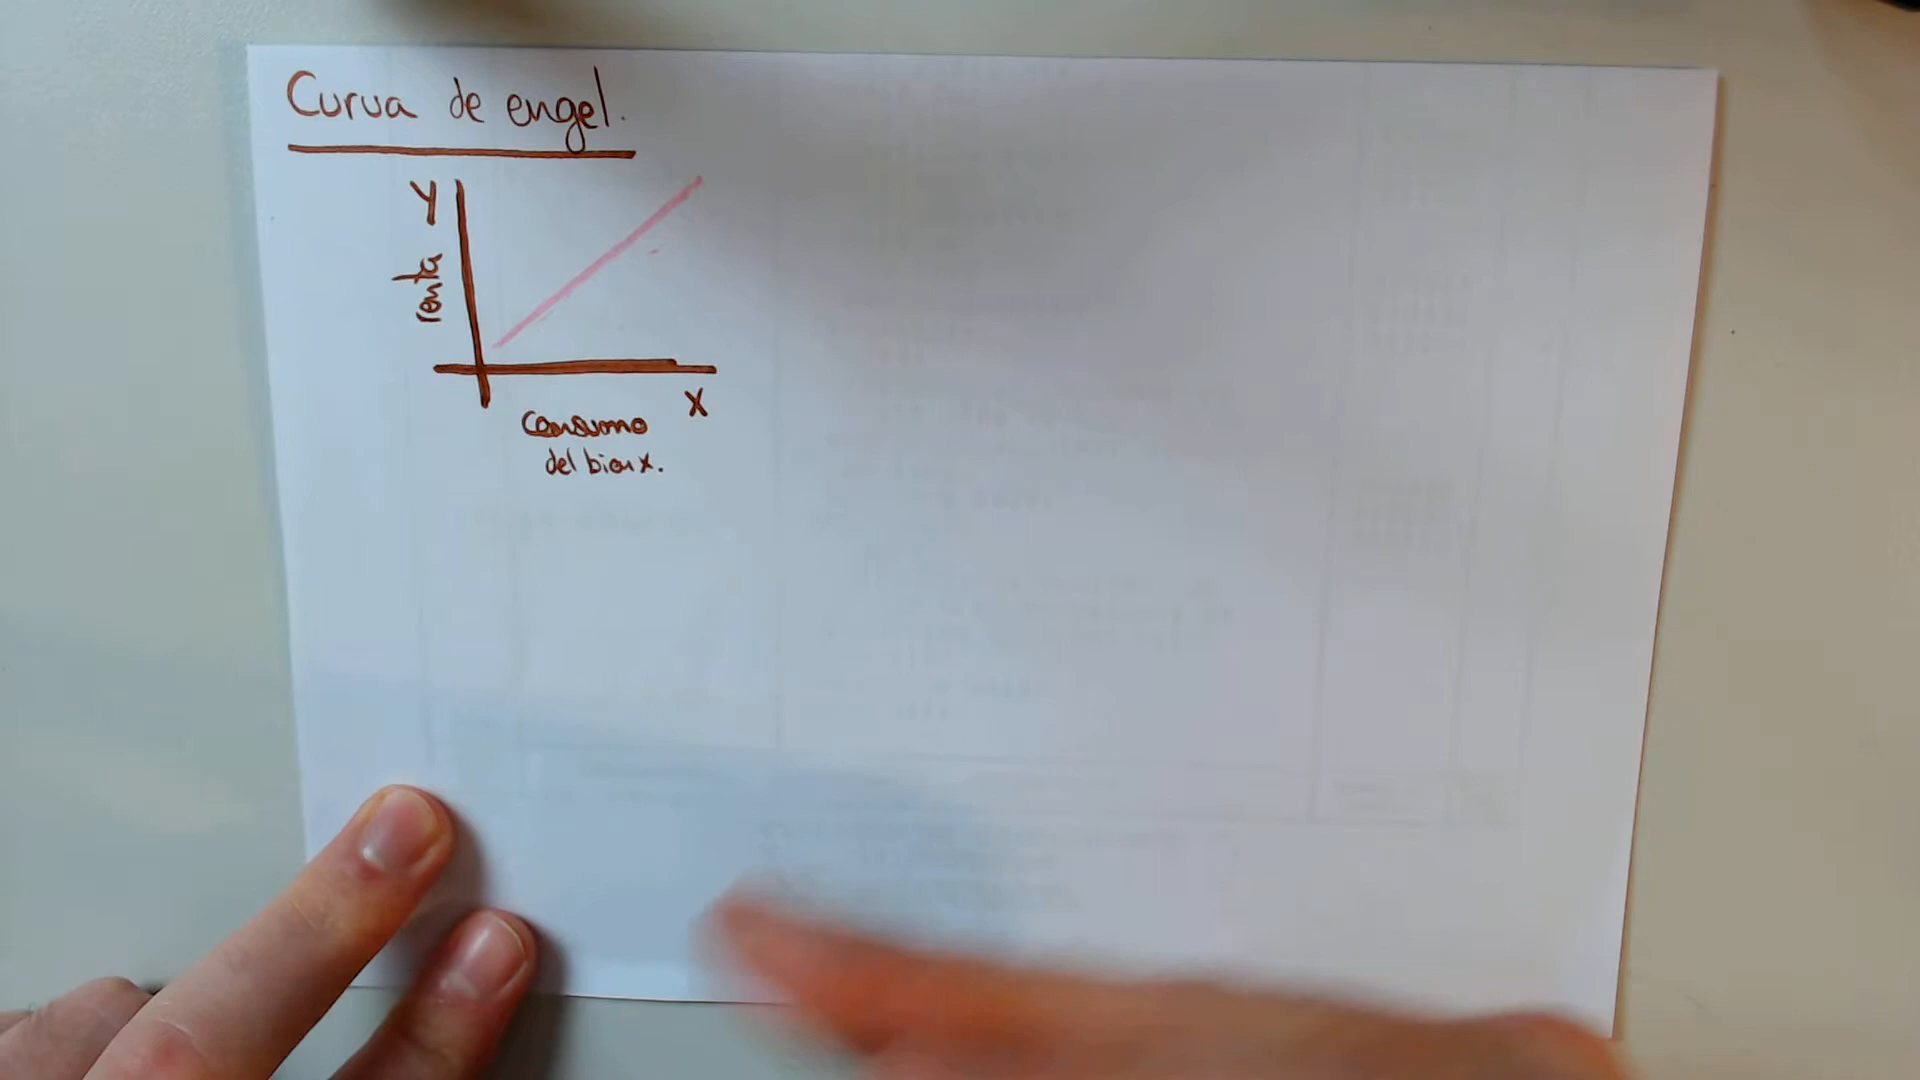 Curva de engel.
Y
renta
X
Consumo
del bien x.